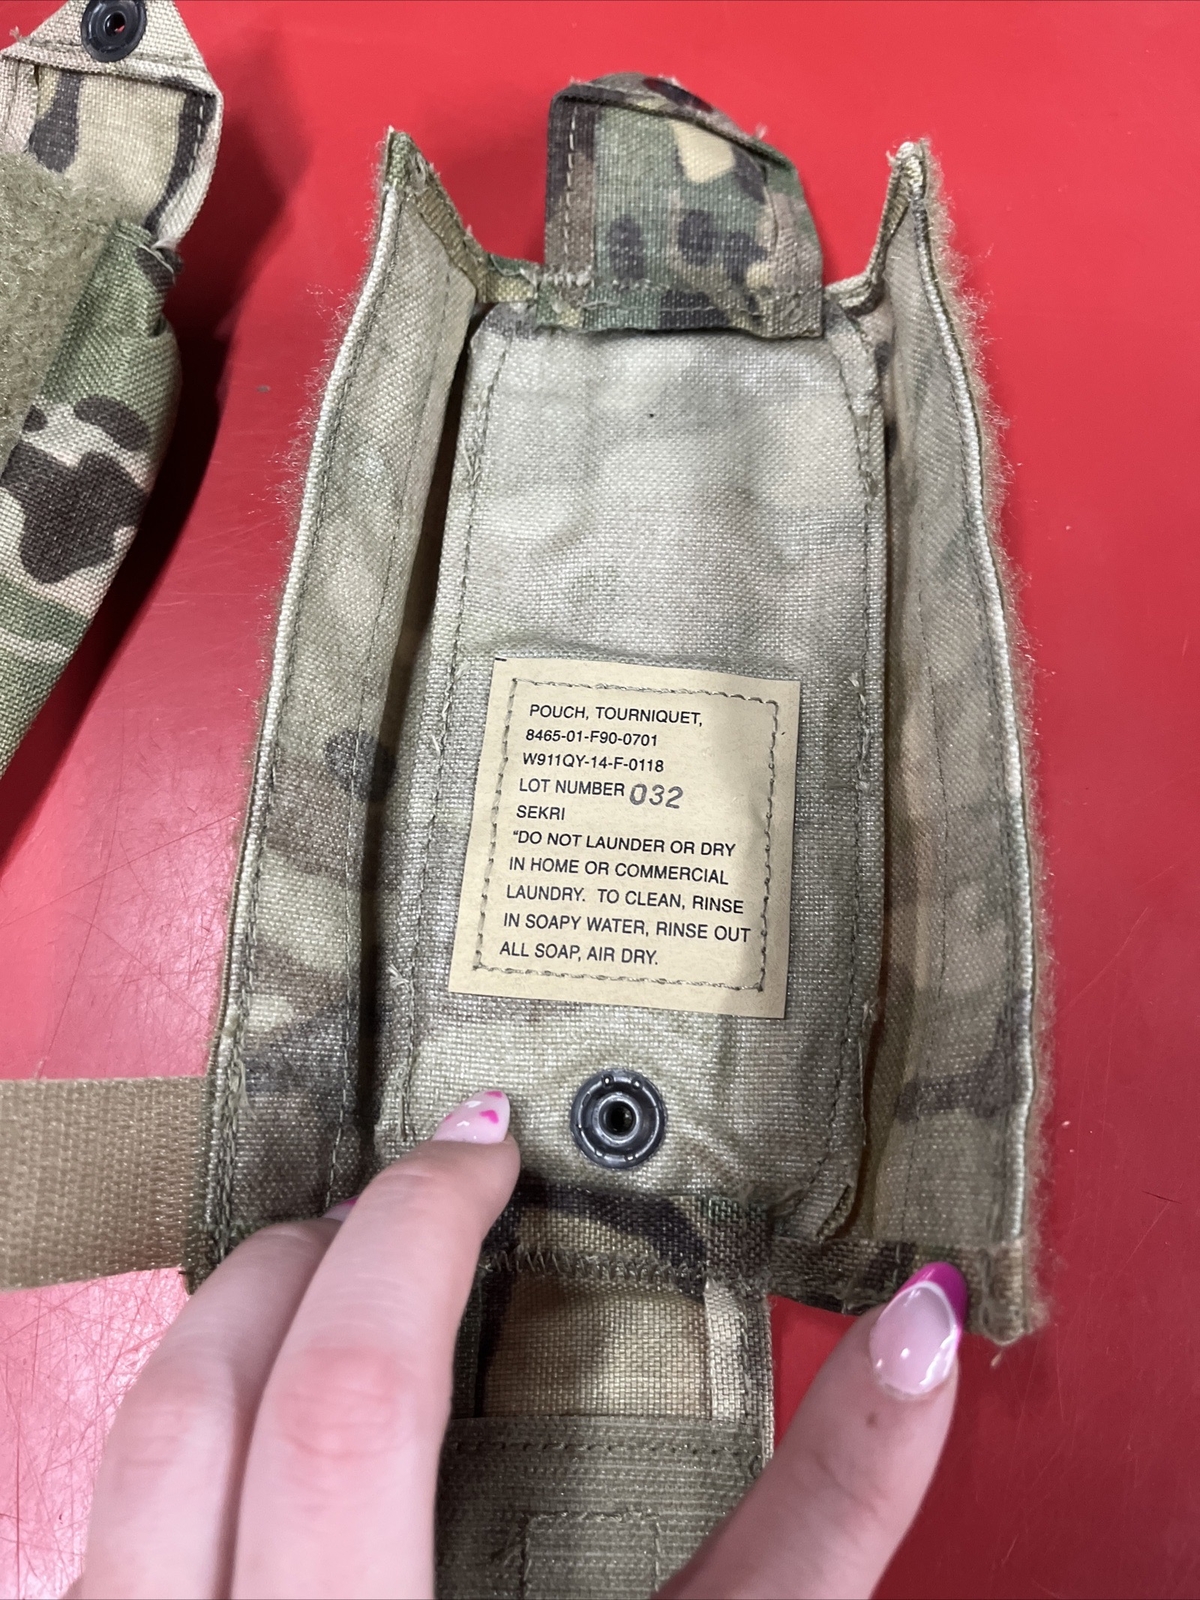 POUCH, TOURNIQUET,
8465-01-F90-0701
W911QY-14-F-0118
LOT NUMBER 032
SEKRI
"DO NOT LAUNDER OR DRY
IN HOME OR COMMERCIAL
LAUNDRY. TO CLEAN, RINSE
IN SOAPY WATER, RINSE OUT
ALL SOAP, AIR DRY.